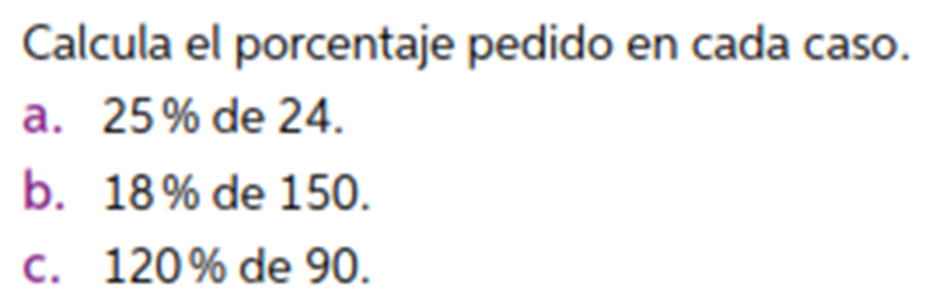 Calcula el porcentaje pedido en cada caso.
a. 25 % de 24.
b. 18 % de 150.
c. 120 % de 90.